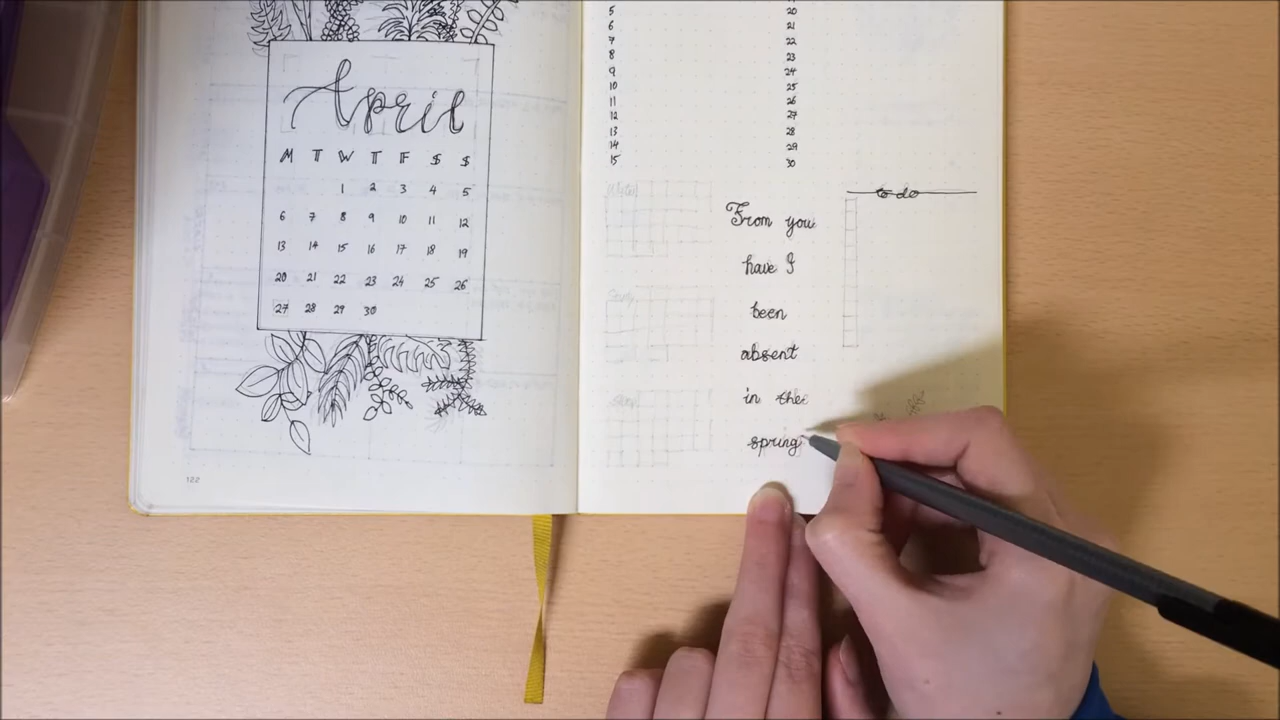 April
M T W T F S S
1 2 3 4 5
6 7 8 9 10 11 12
13 14 15 16 17 18 19
20 21 22 23 24 25 26
27 28 29 30
122
5
6
7
8
9
10
11
12
13
14
15
20
21
22
23
24
25
26
27
28
29
30
From you
have I
been
absent
in the
spring
to do